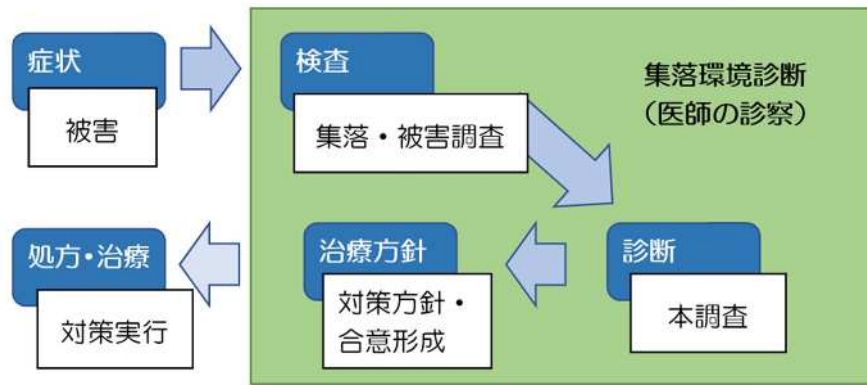 症状
被害
検査
集落・被害調査
集落環境診断
（医師の診察）
診断
本調査
治療方針
対策方針・
合意形成
処方・治療
対策実行